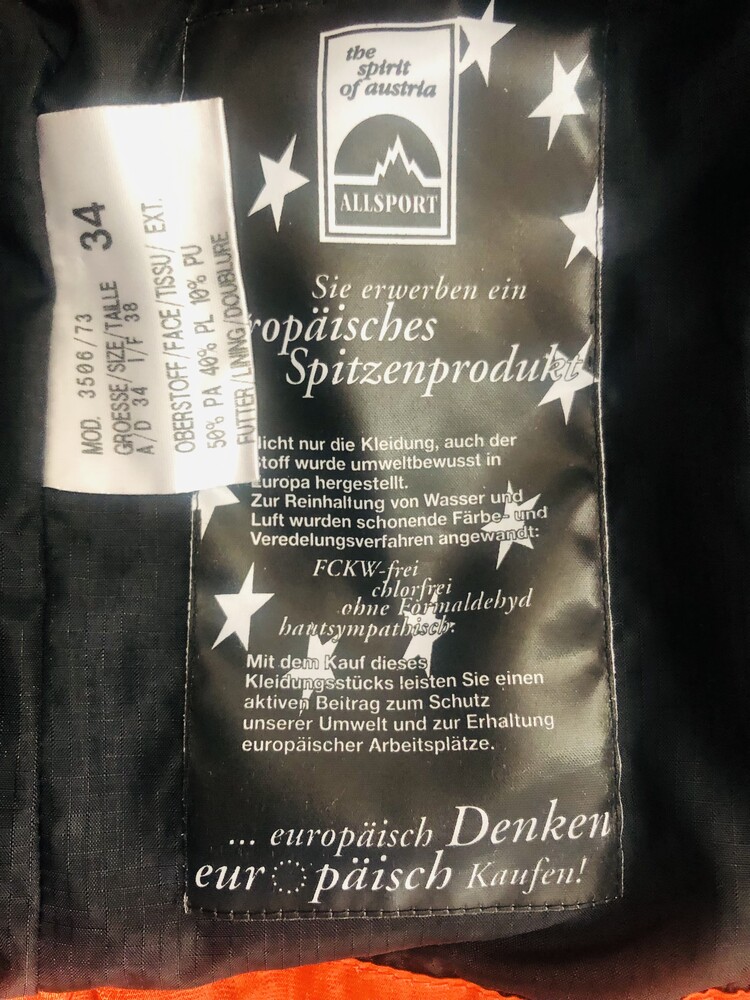 the
spirit
of austria
ALLSPORT
Sie erwerben ein
ropäisches
Spitzenprodukt
icht nur die Kleidung, auch der
Stoff wurde umweltbewusst in
Europa hergestellt.
Zur Reinhaltung von Wasser und
Luft wurden schonende Färbe- und
Veredelungsverfahren angewandt:
FCKW-frei
chlorfrei
ohne Formaldehyd
hautsympathisch.
Mit dem Kauf dieses
Kleidungsstücks leisten Sie einen
aktiven Beitrag zum Schutz
unserer Umwelt und zur Erhaltung
europäischer Arbeitsplätze.
... europäisch Denken
eur päisch Kaufen!
MOD. 3506/73
GROESSE/SIZE/TAILLE 34
A/D 34 I/F 38
OBERSTOFF/FACE/TISSU/ EXT.
50% PA 40% PL 10% PU
FUTTER/LINING/DOUBLURE